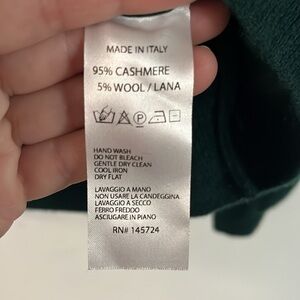 MADE IN ITALY
95% CASHMERE
5% WOOL / LANA
P
HAND WASH
DO NOT BLEACH
GENTLE DRY CLEAN
COOL IRON
DRY FLAT
LAVAGGIO A MANO
NON USARE LA CANDEGGINA
LAVAGGIO A SECCO
FERRO FREDDO
ASCIUGARE IN PIANO
RN# 145724